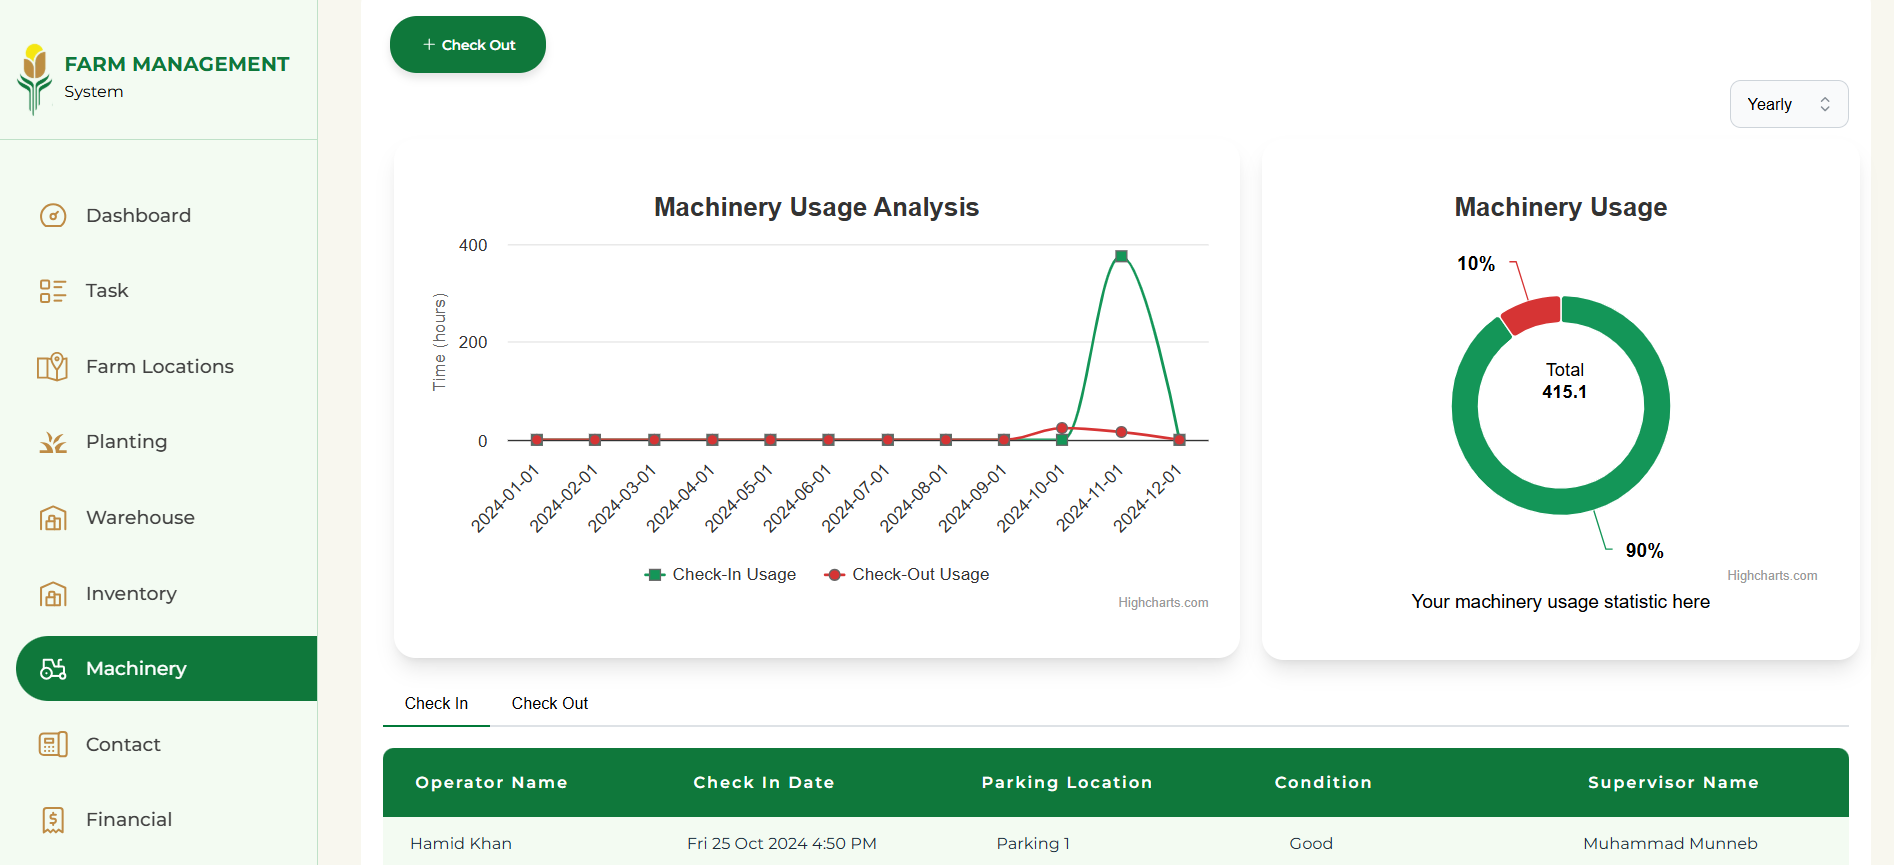 FARM MANAGEMENT
System
Dashboard
Task
Farm Locations
Planting
Warehouse
Inventory
Machinery
Contact
Financial
+ Check Out
Yearly
Machinery Usage Analysis
Time (hours)
400
200
0
2024-01-01
2024-02-01
2024-03-01
2024-04-01
2024-05-01
2024-06-01
2024-07-01
2024-08-01
2024-09-01
2024-10-01
2024-11-01
2024-12-01
Check-In Usage Check-Out Usage
Highcharts.com
Machinery Usage
10%
Total
415.1
90%
Highcharts.com
Your machinery usage statistic here
Check In Check Out
Operator Name Check In Date Parking Location Condition Supervisor Name
Hamid Khan Fri 25 Oct 2024 4:50 PM Parking 1 Good Muhammad Munneb